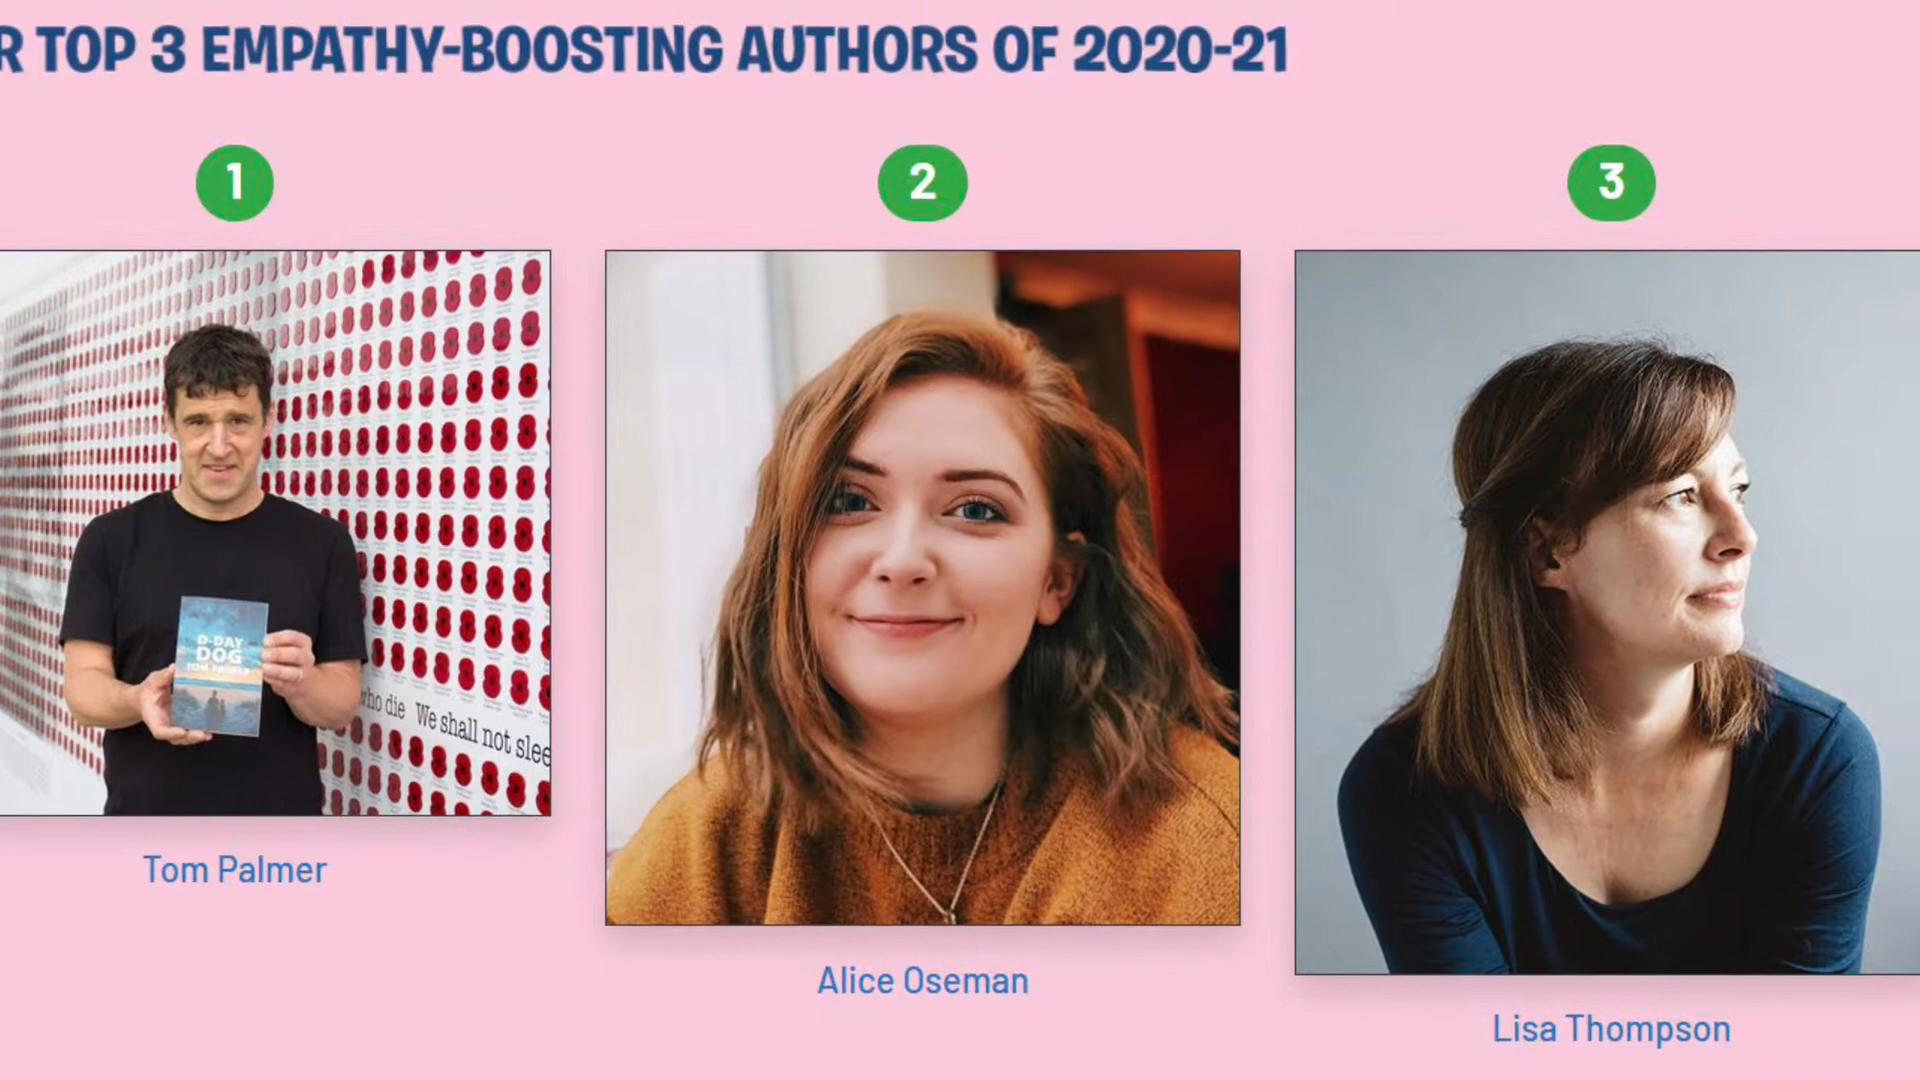 R TOP 3 EMPATHY-BOOSTING AUTHORS OF 2020-21
1
2
3
D-DAY
DOG
TOM PALMER
who die We shall not slee
Tom Palmer
Alice Oseman
Lisa Thompson